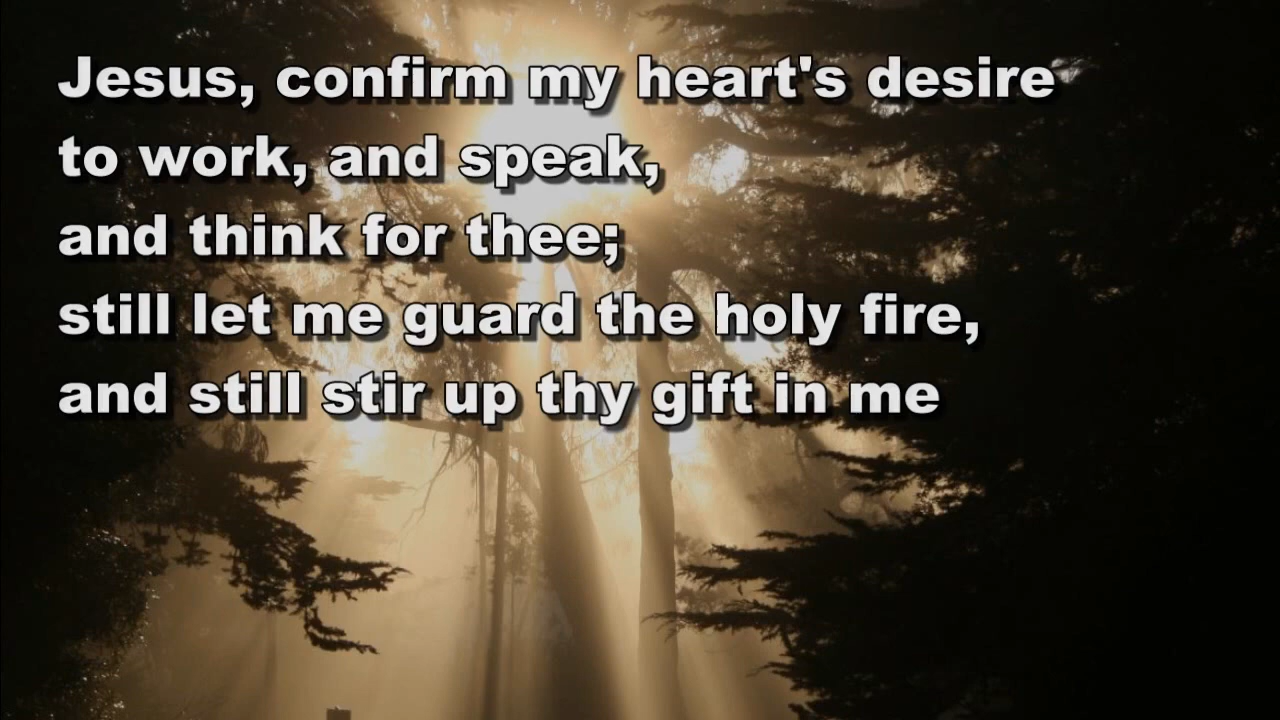 Jesus, confirm my heart's desire
to work, and speak,
and think for thee;
still let me guard the holy fire,
and still stir up thy gift in me